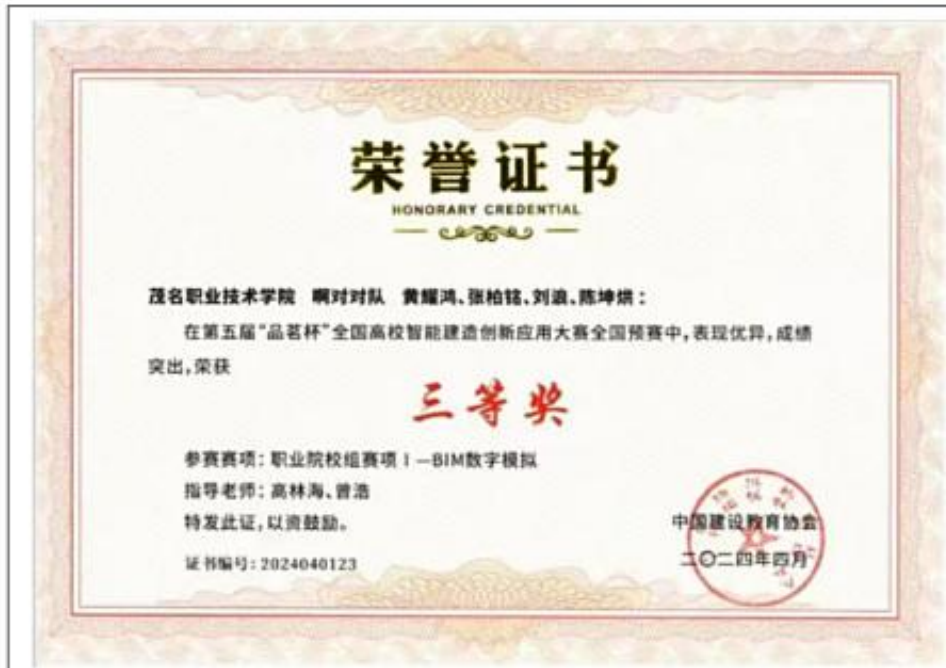 荣誉证书
HONORARY CREDENTIAL
茂名职业技术学院 啊对对队 黄耀鸿、张柏铭、刘浪、陈坤烘：
在第五届“品茗杯”全国高校智能建造创新应用大赛全国预赛中，表现优异，成绩
突出，荣获
三等奖
参赛赛项：职业院校组赛项Ⅰ—BIM数字模拟
指导老师：高林海、曾浩
特发此证，以资鼓励。
中国建设教育协会
二〇二四年四月
证书编号：2024040123